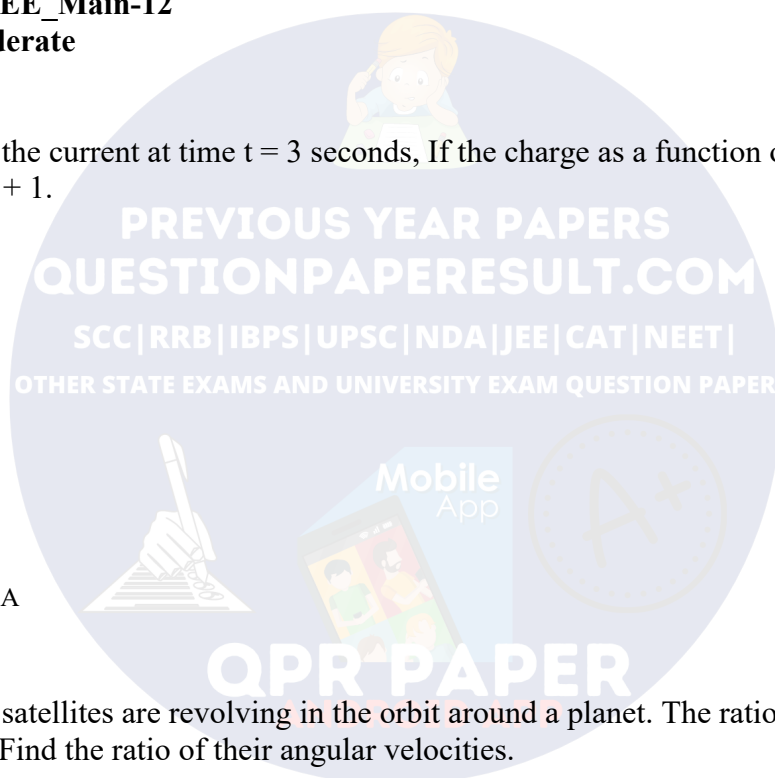 EE_Main-12
lerate
the current at time t = 3 seconds, If the charge as a function
+ 1.
PREVIOUS YEAR PAPERS
QUESTIONPAPERESULT.COM
SCC|RRB|IBPS|UPSC|NDA|JEE|CAT|NEET|
OTHER STATE EXAMS AND UNIVERSITY EXAM QUESTION PAPER
Mobile
App
A+
A
QPR PAPER
satellites are revolving in the orbit around a planet. The ratio
Find the ratio of their angular velocities.